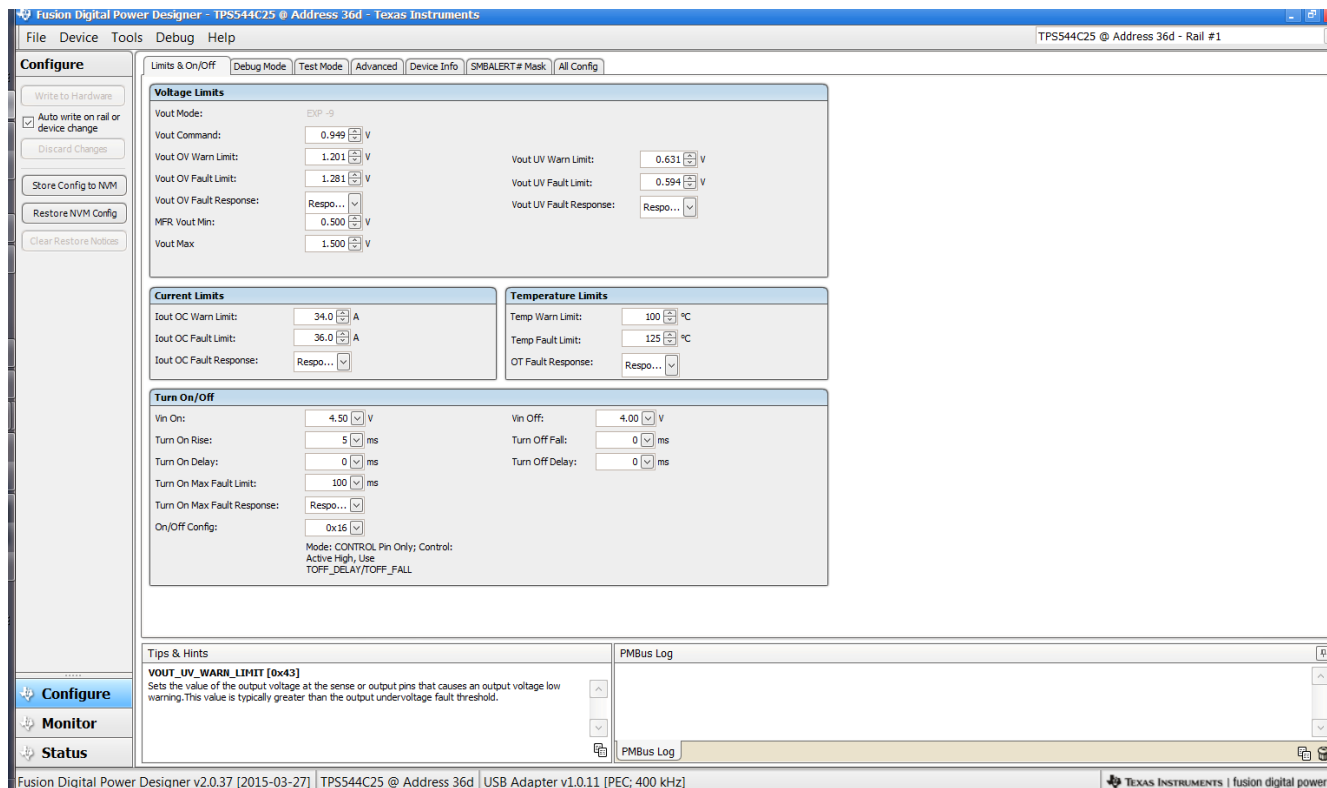 Fusion Digital Power Designer - TPS544C25 @ Address 36d - Texas Instruments
File Device Tools Debug Help
TPS544C25 @ Address 36d - Rail #1
Configure
Write to Hardware
Auto write on rail or
device change
Discard Changes
Store Config to NVM
Restore NVM Config
Clear Restore Notices
Limits & On/Off Debug Mode Test Mode Advanced Device Info SMBALERT# Mask All Config
Voltage Limits
Vout Mode: EXP -9
Vout Command: 0.949 V
Vout OV Warn Limit: 1.201 V
Vout UV Warn Limit: 0.631 V
Vout OV Fault Limit: 1.281 V
Vout UV Fault Limit: 0.594 V
Vout OV Fault Response: Respo...
Vout UV Fault Response: Respo...
MFR Vout Min: 0.500 V
Vout Max 1.500 V
Current Limits
Iout OC Warn Limit: 34.0 A
Iout OC Fault Limit: 36.0 A
Iout OC Fault Response: Respo...
Temperature Limits
Temp Warn Limit: 100 ºC
Temp Fault Limit: 125 ºC
OT Fault Response: Respo...
Turn On/Off
Vin On: 4.50 V Vin Off: 4.00 V
Turn On Rise: 5 ms Turn Off Fall: 0 ms
Turn On Delay: 0 ms Turn Off Delay: 0 ms
Turn On Max Fault Limit: 100 ms
Turn On Max Fault Response: Respo...
On/Off Config: 0x16
Mode: CONTROL Pin Only; Control:
Active High, Use
TOFF_DELAY/TOFF_FALL
Tips & Hints
VOUT_UV_WARN_LIMIT [0x43]
Sets the value of the output voltage at the sense or output pins that causes an output voltage low
warning.This value is typically greater than the output undervoltage fault threshold.
PMBus Log
PMBus Log
Configure
Monitor
Status
Fusion Digital Power Designer v2.0.37 [2015-03-27] TPS544C25 @ Address 36d USB Adapter v1.0.11 [PEC; 400 kHz]
TEXAS INSTRUMENTS | fusion digital power